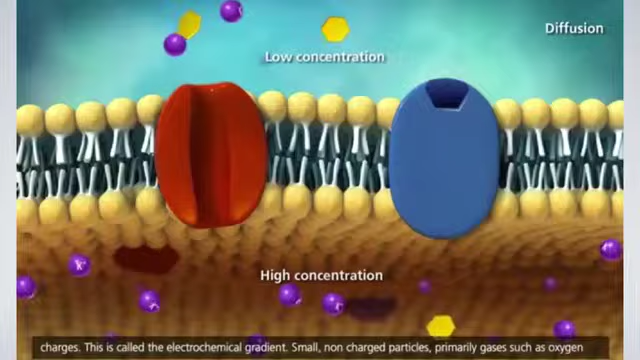 Diffusion
Low concentration
High concentration
charges. This is called the electrochemical gradient. Small, non charged particles, primarily gases such as oxygen